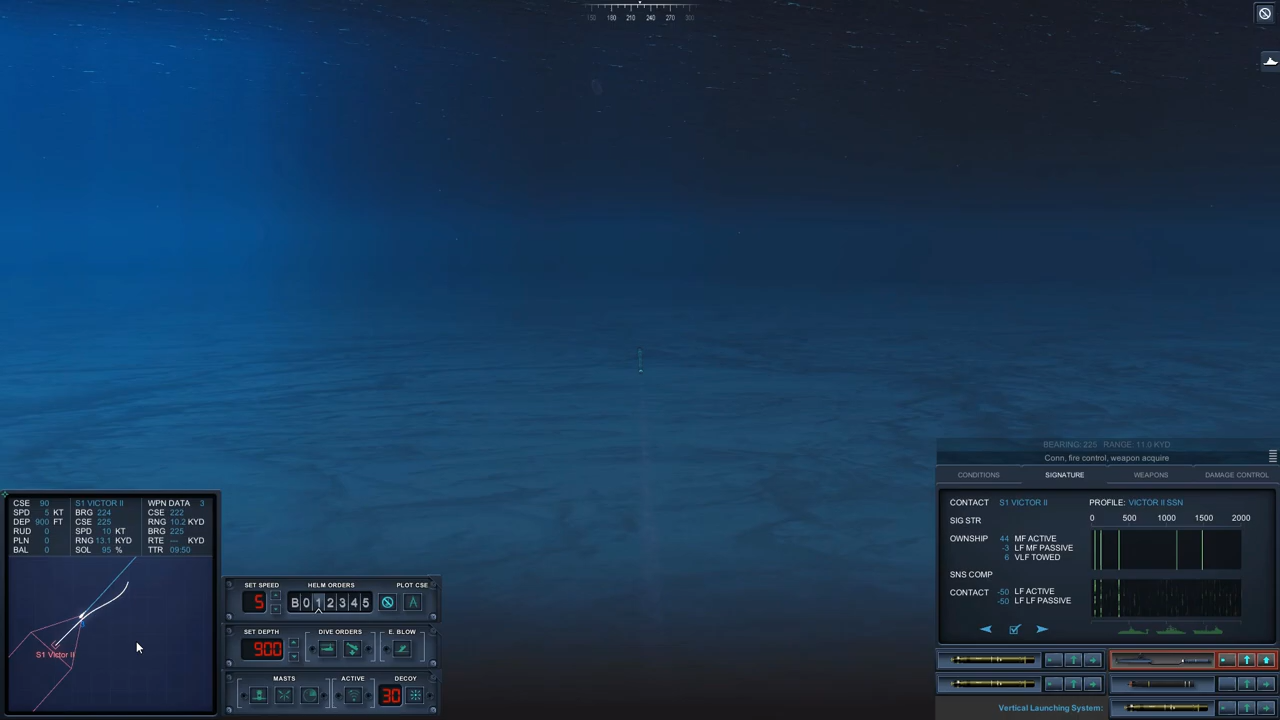 150 180 210 240 270 300
BEARING: 225 RANGE: 11.0 KYD
Conn, fire control, weapon acquire
CONDITIONS SIGNATURE WEAPONS DAMAGE CONTROL
CONTACT S1 VICTOR II PROFILE: VICTOR II SSN
SIG STR 0 500 1000 1500 2000
OWNSHIP 44 MF ACTIVE
-3 LF MF PASSIVE
6 VLF TOWED
SNS COMP
CONTACT -50 LF ACTIVE
-50 LF LF PASSIVE
Vertical Launching System:
CSE 90 S1 VICTOR II WPN DATA 3
SPD 5 KT BRG 224 CSE 222
DEP 900 FT CSE 225 RNG 10.2 KYD
RUD 0 SPD 10 KT BRG 225
PLN 0 RNG 13.1 KYD RTE --- KYD
BAL 0 SOL 95 % TTR 09:50
S1 Victor II
SET SPEED HELM ORDERS PLOT CSE
5 B 0 1 2 3 4 5
SET DEPTH DIVE ORDERS E. BLOW
900
MASTS ACTIVE DECOY
30